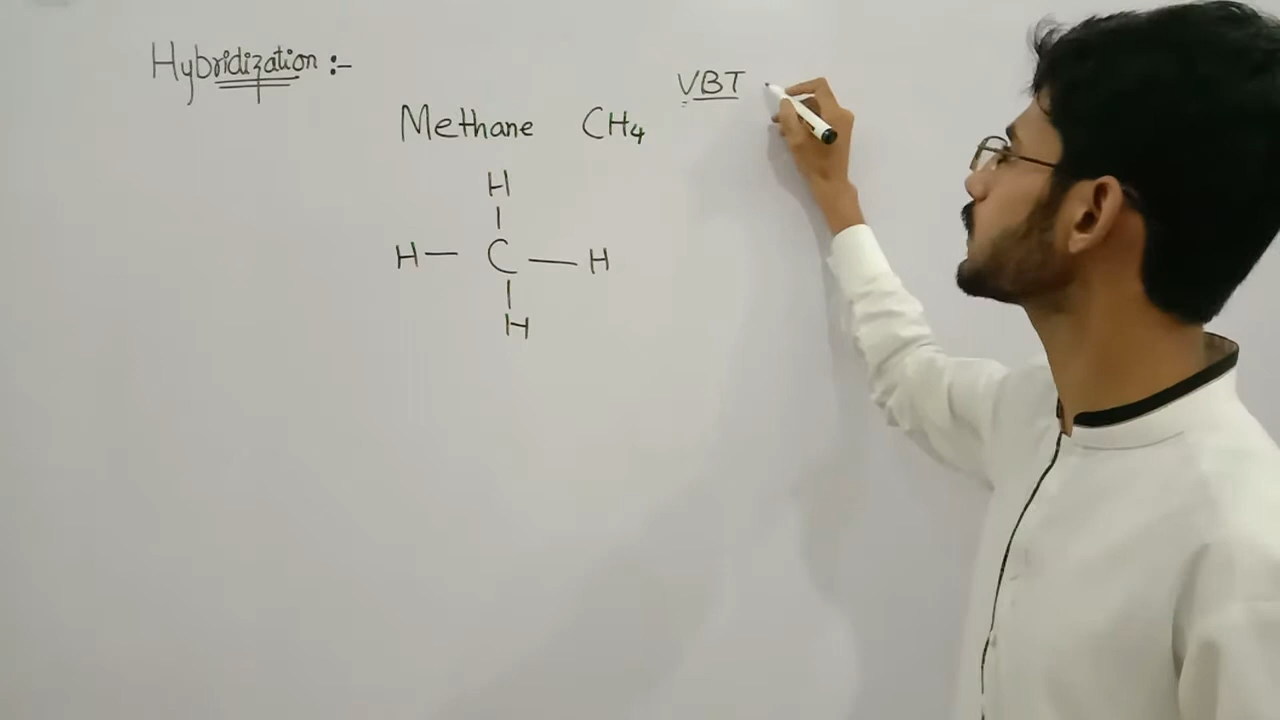 Hybridization :-
VBT
Methane CH4
H
H — C — H
H